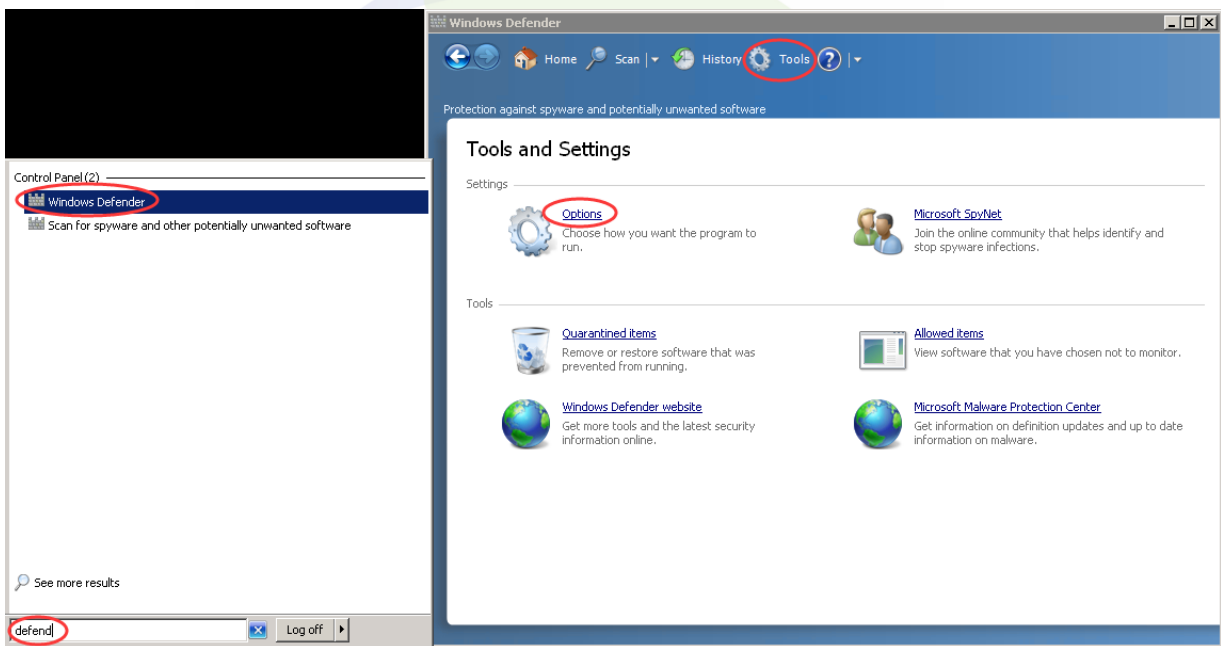 Control Panel (2)
Windows Defender
Scan for spyware and other potentially unwanted software
See more results
defend
Log off
Windows Defender
Home Scan History Tools ?
Protection against spyware and potentially unwanted software
Tools and Settings
Settings
Options
Choose how you want the program to
run.
Microsoft SpyNet
Join the online community that helps identify and
stop spyware infections.
Tools
Quarantined items
Remove or restore software that was
prevented from running.
Allowed items
View software that you have chosen not to monitor.
Windows Defender website
Get more tools and the latest security
information online.
Microsoft Malware Protection Center
Get information on definition updates and up to date
information on malware.